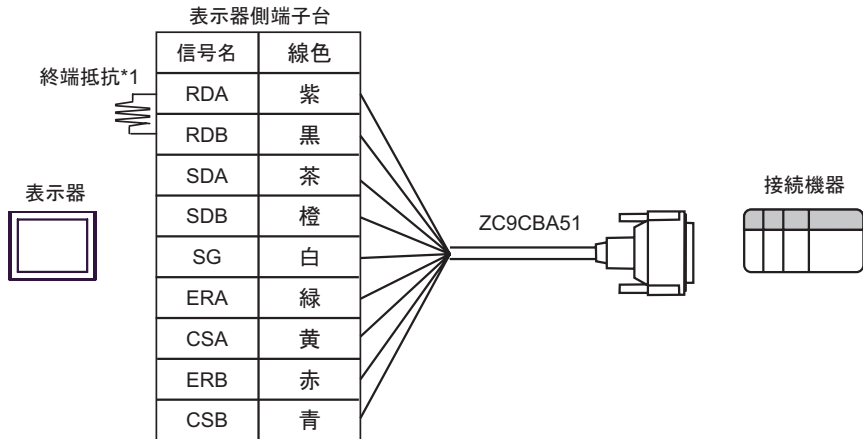 表示器側端子台
信号名 線色
終端抵抗*1
RDA 紫
RDB 黒
SDA 茶
SDB 橙
SG 白
ERA 緑
CSA 黄
ERB 赤
CSB 青
表示器
ZC9CBA51
接続機器